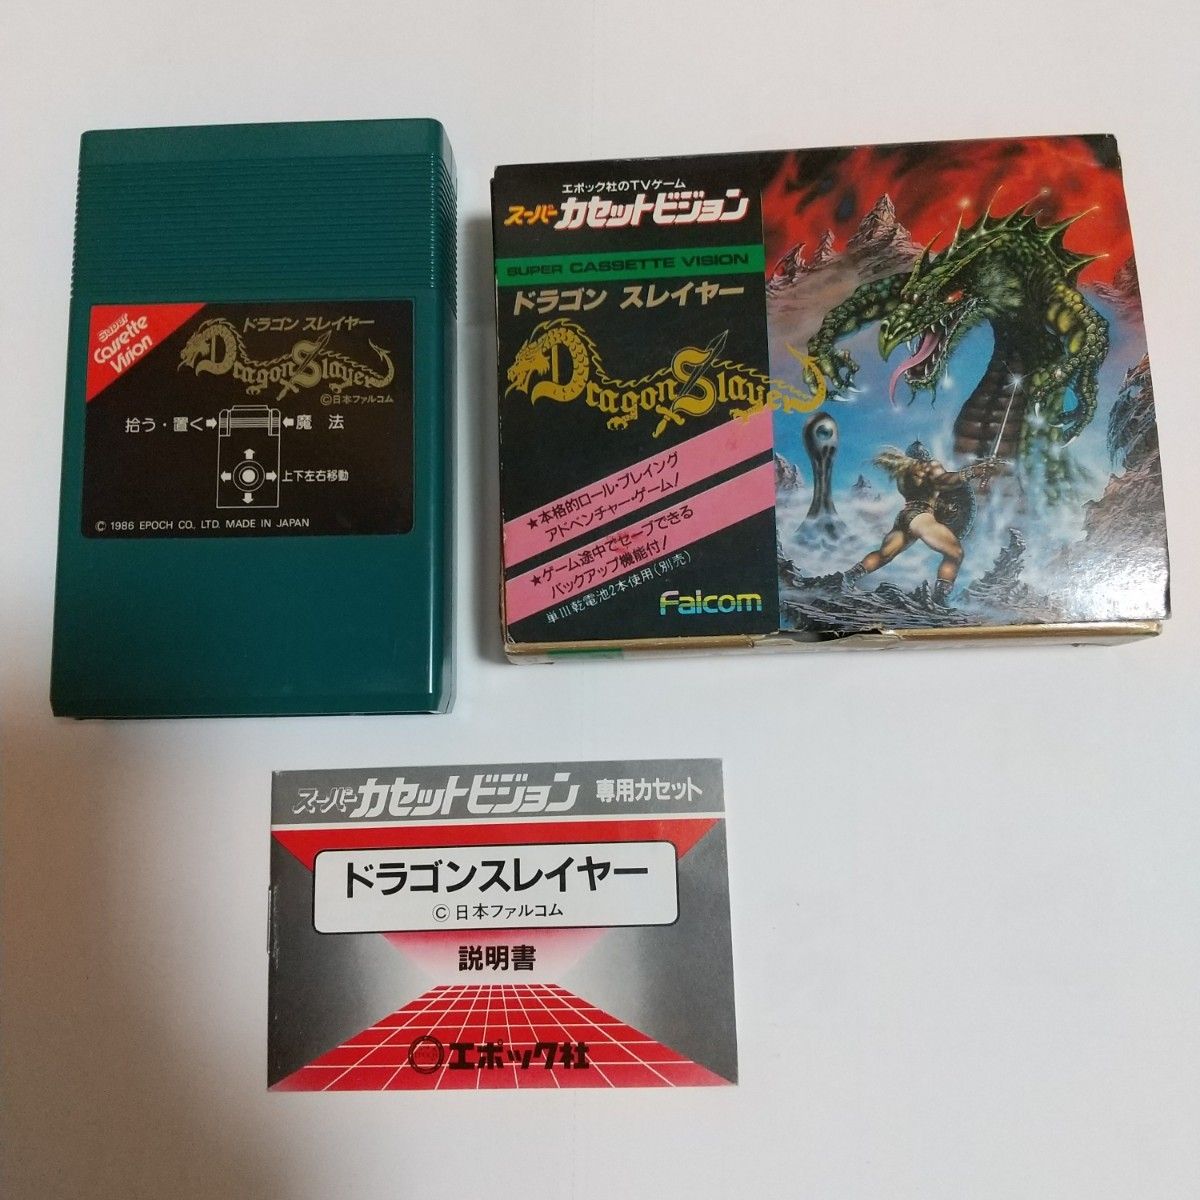 Super
Cassette
Vision
ドラゴン スレイヤー
Dragon Slayer
©日本ファルコム
拾う・置く 魔 法
上下左右移動
© 1986 EPOCH CO., LTD. MADE IN JAPAN
エポック社のTVゲーム
スーパー カセットビジョン
SUPER CASSETTE VISION
ドラゴン スレイヤー
Dragon Slayer
★本格的ロール・プレイング
アドベンチャー・ゲーム!
★ゲーム途中でセーブできる
バックアップ機能付!
単III乾電池2本使用(別売)
Falcom
スーパーカセットビジョン 専用カセット
ドラゴンスレイヤー
©日本ファルコム
説明書
エポック社